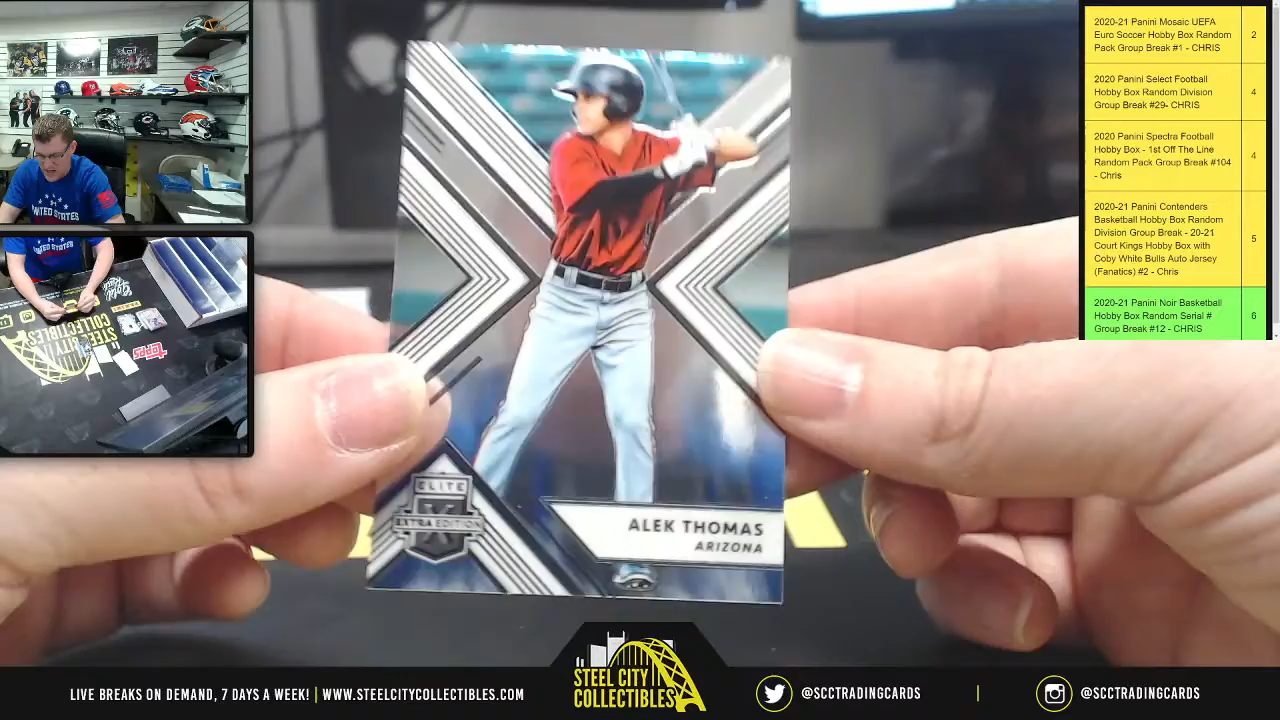 2020-21 Panini Mosaic UEFA
Euro Soccer Hobby Box Random
Pack Group Break #1 - CHRIS
2
2020 Panini Select Football
Hobby Box Random Division
Group Break #29- CHRIS
4
2020 Panini Spectra Football
Hobby Box - 1st Off The Line
Random Pack Group Break #104
- Chris
4
2020-21 Panini Contenders
Basketball Hobby Box Random
Division Group Break - 20-21
Court Kings Hobby Box with
Coby White Bulls Auto Jersey
(Fanatics) #2 - Chris
5
2020-21 Panini Noir Basketball
Hobby Box Random Serial #
Group Break #12 - CHRIS
6
UNITED STATES
STEEL CITY
COLLECTIBLES
Topps
ELITE
X
EXTRA EDITION
ALEK THOMAS
ARIZONA
LIVE BREAKS ON DEMAND, 7 DAYS A WEEK! | WWW.STEELCITYCOLLECTIBLES.COM
STEEL CITY
COLLECTIBLES
@SCCTRADINGCARDS
@SCCTRADINGCARDS